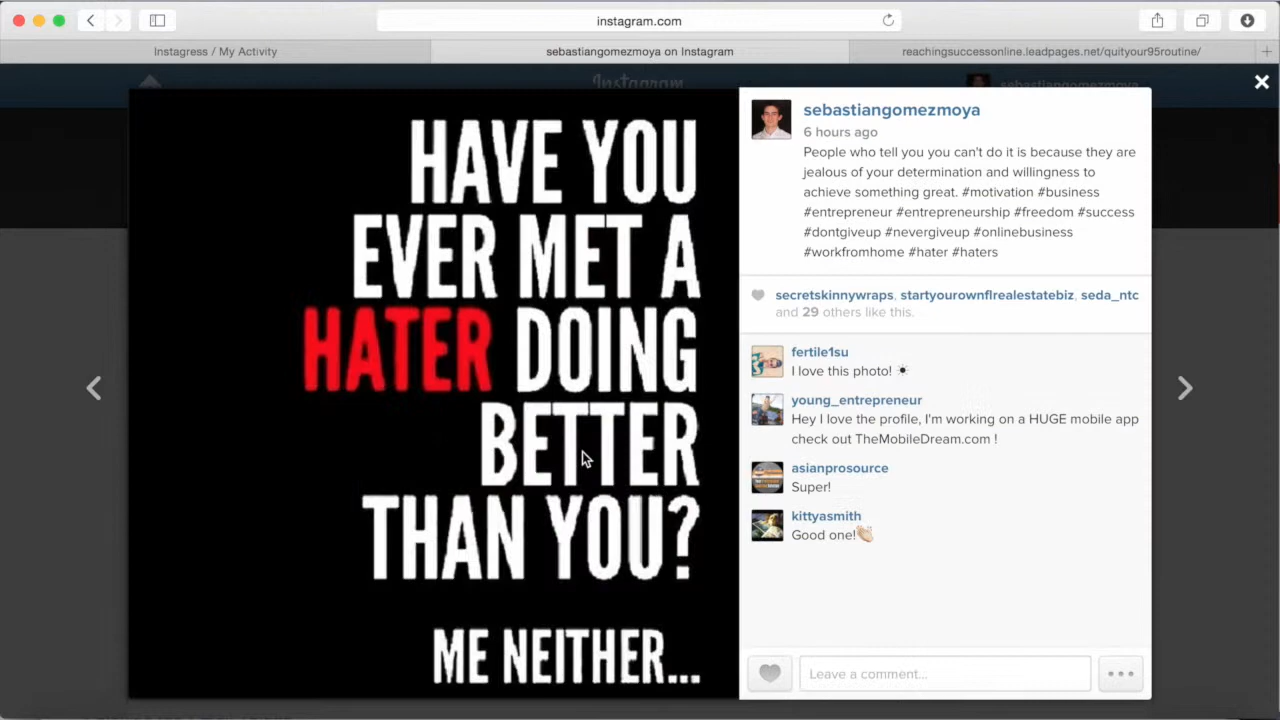 instagram.com
Instagress / My Activity
sebastiangomezmoya on Instagram
reachingsuccessonline.leadpages.net/quityour95routine/
Instagram
sebastiangomezmoya
HAVE YOU
EVER MET A
HATER DOING
BETTER
THAN YOU?
ME NEITHER...
sebastiangomezmoya
6 hours ago
People who tell you you can't do it is because they are
jealous of your determination and willingness to
achieve something great. #motivation #business
#entrepreneur #entrepreneurship #freedom #success
#dontgiveup #nevergiveup #onlinebusiness
#workfromhome #hater #haters
secretskinnywraps, startyourownflrealestatebiz, seda_ntc
and 29 others like this.
fertile1su
I love this photo! ☀
young_entrepreneur
Hey I love the profile, I'm working on a HUGE mobile app
check out TheMobileDream.com !
asianprosource
Super!
kittyasmith
Good one!👏
Leave a comment...